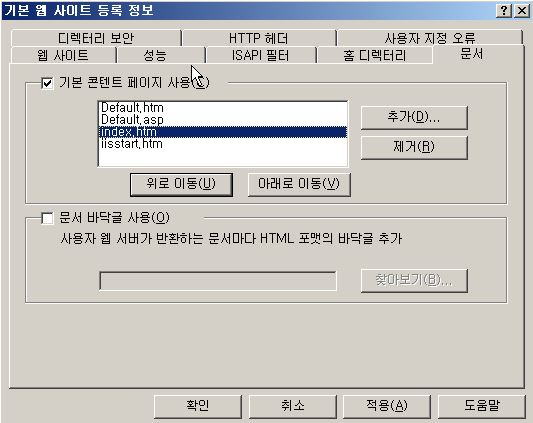 기본 웹 사이트 등록 정보
디렉터리 보안
HTTP 헤더
사용자 지정 오류
웹 사이트
성능
ISAPI 필터
홈 디렉터리
문서
기본 콘텐트 페이지 사용(C)
Default.htm
Default.asp
index.htm
iisstart.htm
추가(D)...
제거(R)
위로 이동(U)
아래로 이동(V)
문서 바닥글 사용(O)
사용자 웹 서버가 반환하는 문서마다 HTML 포맷의 바닥글 추가
찾아보기(B)...
확인
취소
적용(A)
도움말